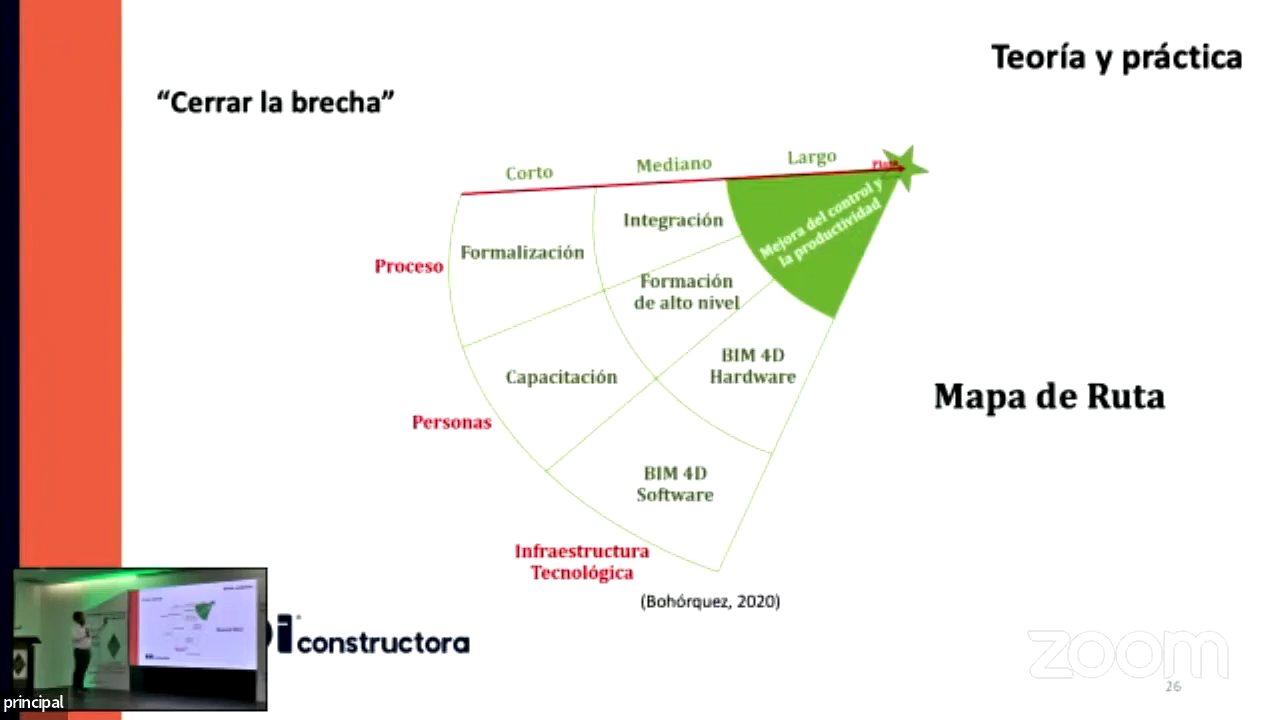 Teoría y práctica
“Cerrar la brecha”
Corto
Mediano
Largo
Plazo
Integración
Mejora del control y
la productividad
Formalización
Proceso
Formación
de alto nivel
BIM 4D
Hardware
Capacitación
Mapa de Ruta
Personas
BIM 4D
Software
Infraestructura
Tecnológica
(Bohórquez, 2020)
constructora
zoom
26
principal